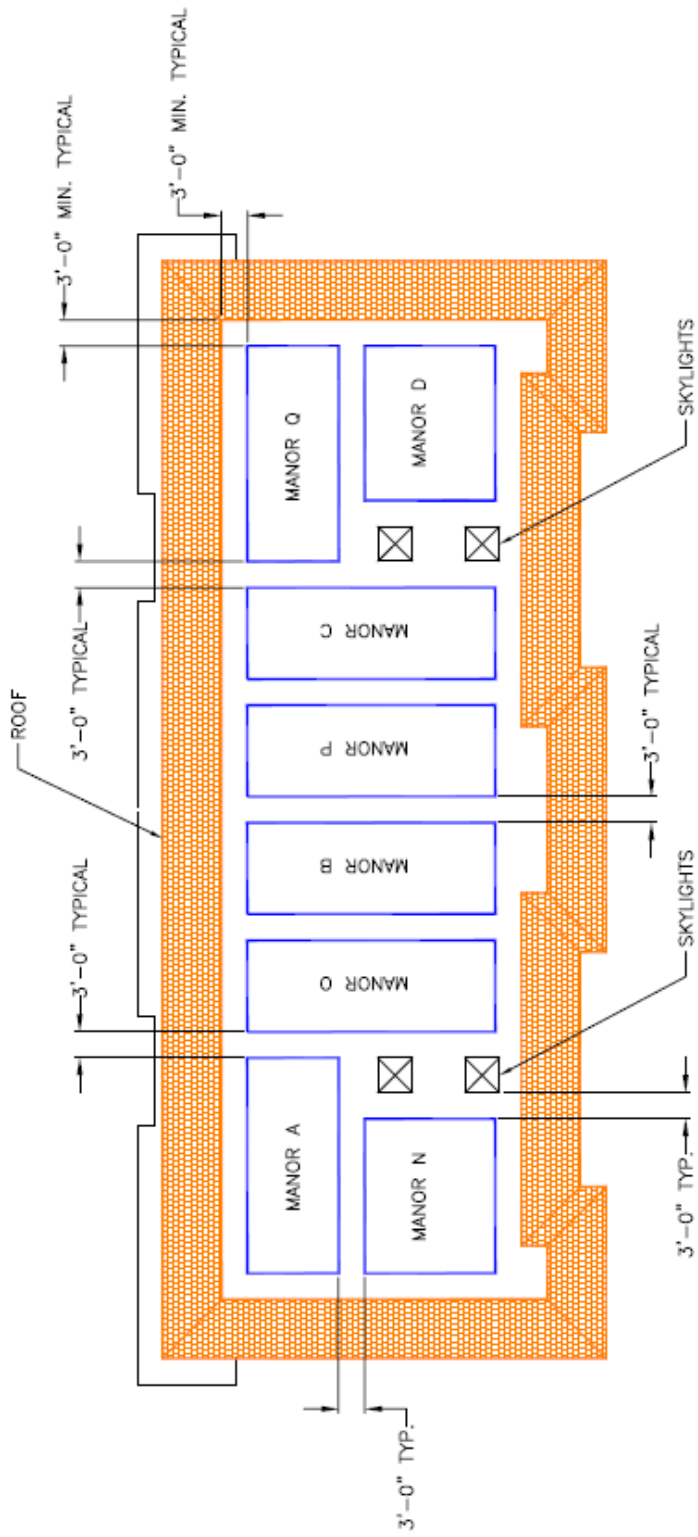 ROOF
3'-0" MIN. TYPICAL
3'-0" MIN. TYPICAL
3'-0" TYPICAL
3'-0" TYPICAL
MANOR A
MANOR Q
MANOR N
MANOR O
MANOR B
MANOR P
MANOR C
MANOR D
3'-0" TYP.
3'-0" TYP.
SKYLIGHTS
3'-0" TYPICAL
SKYLIGHTS